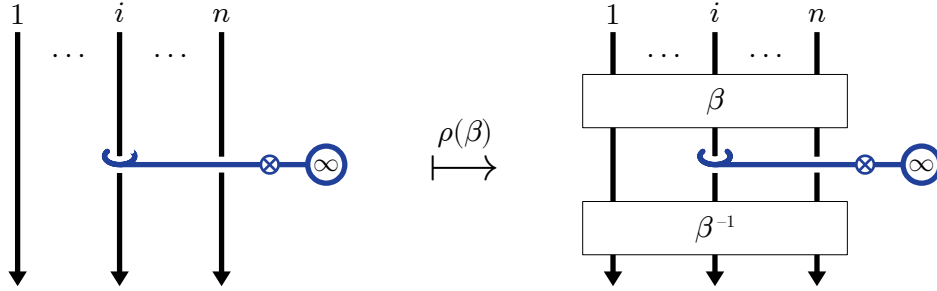 1 i n 1 i n
… … … …
β
ρ(β)
∞ ∞
β⁻¹